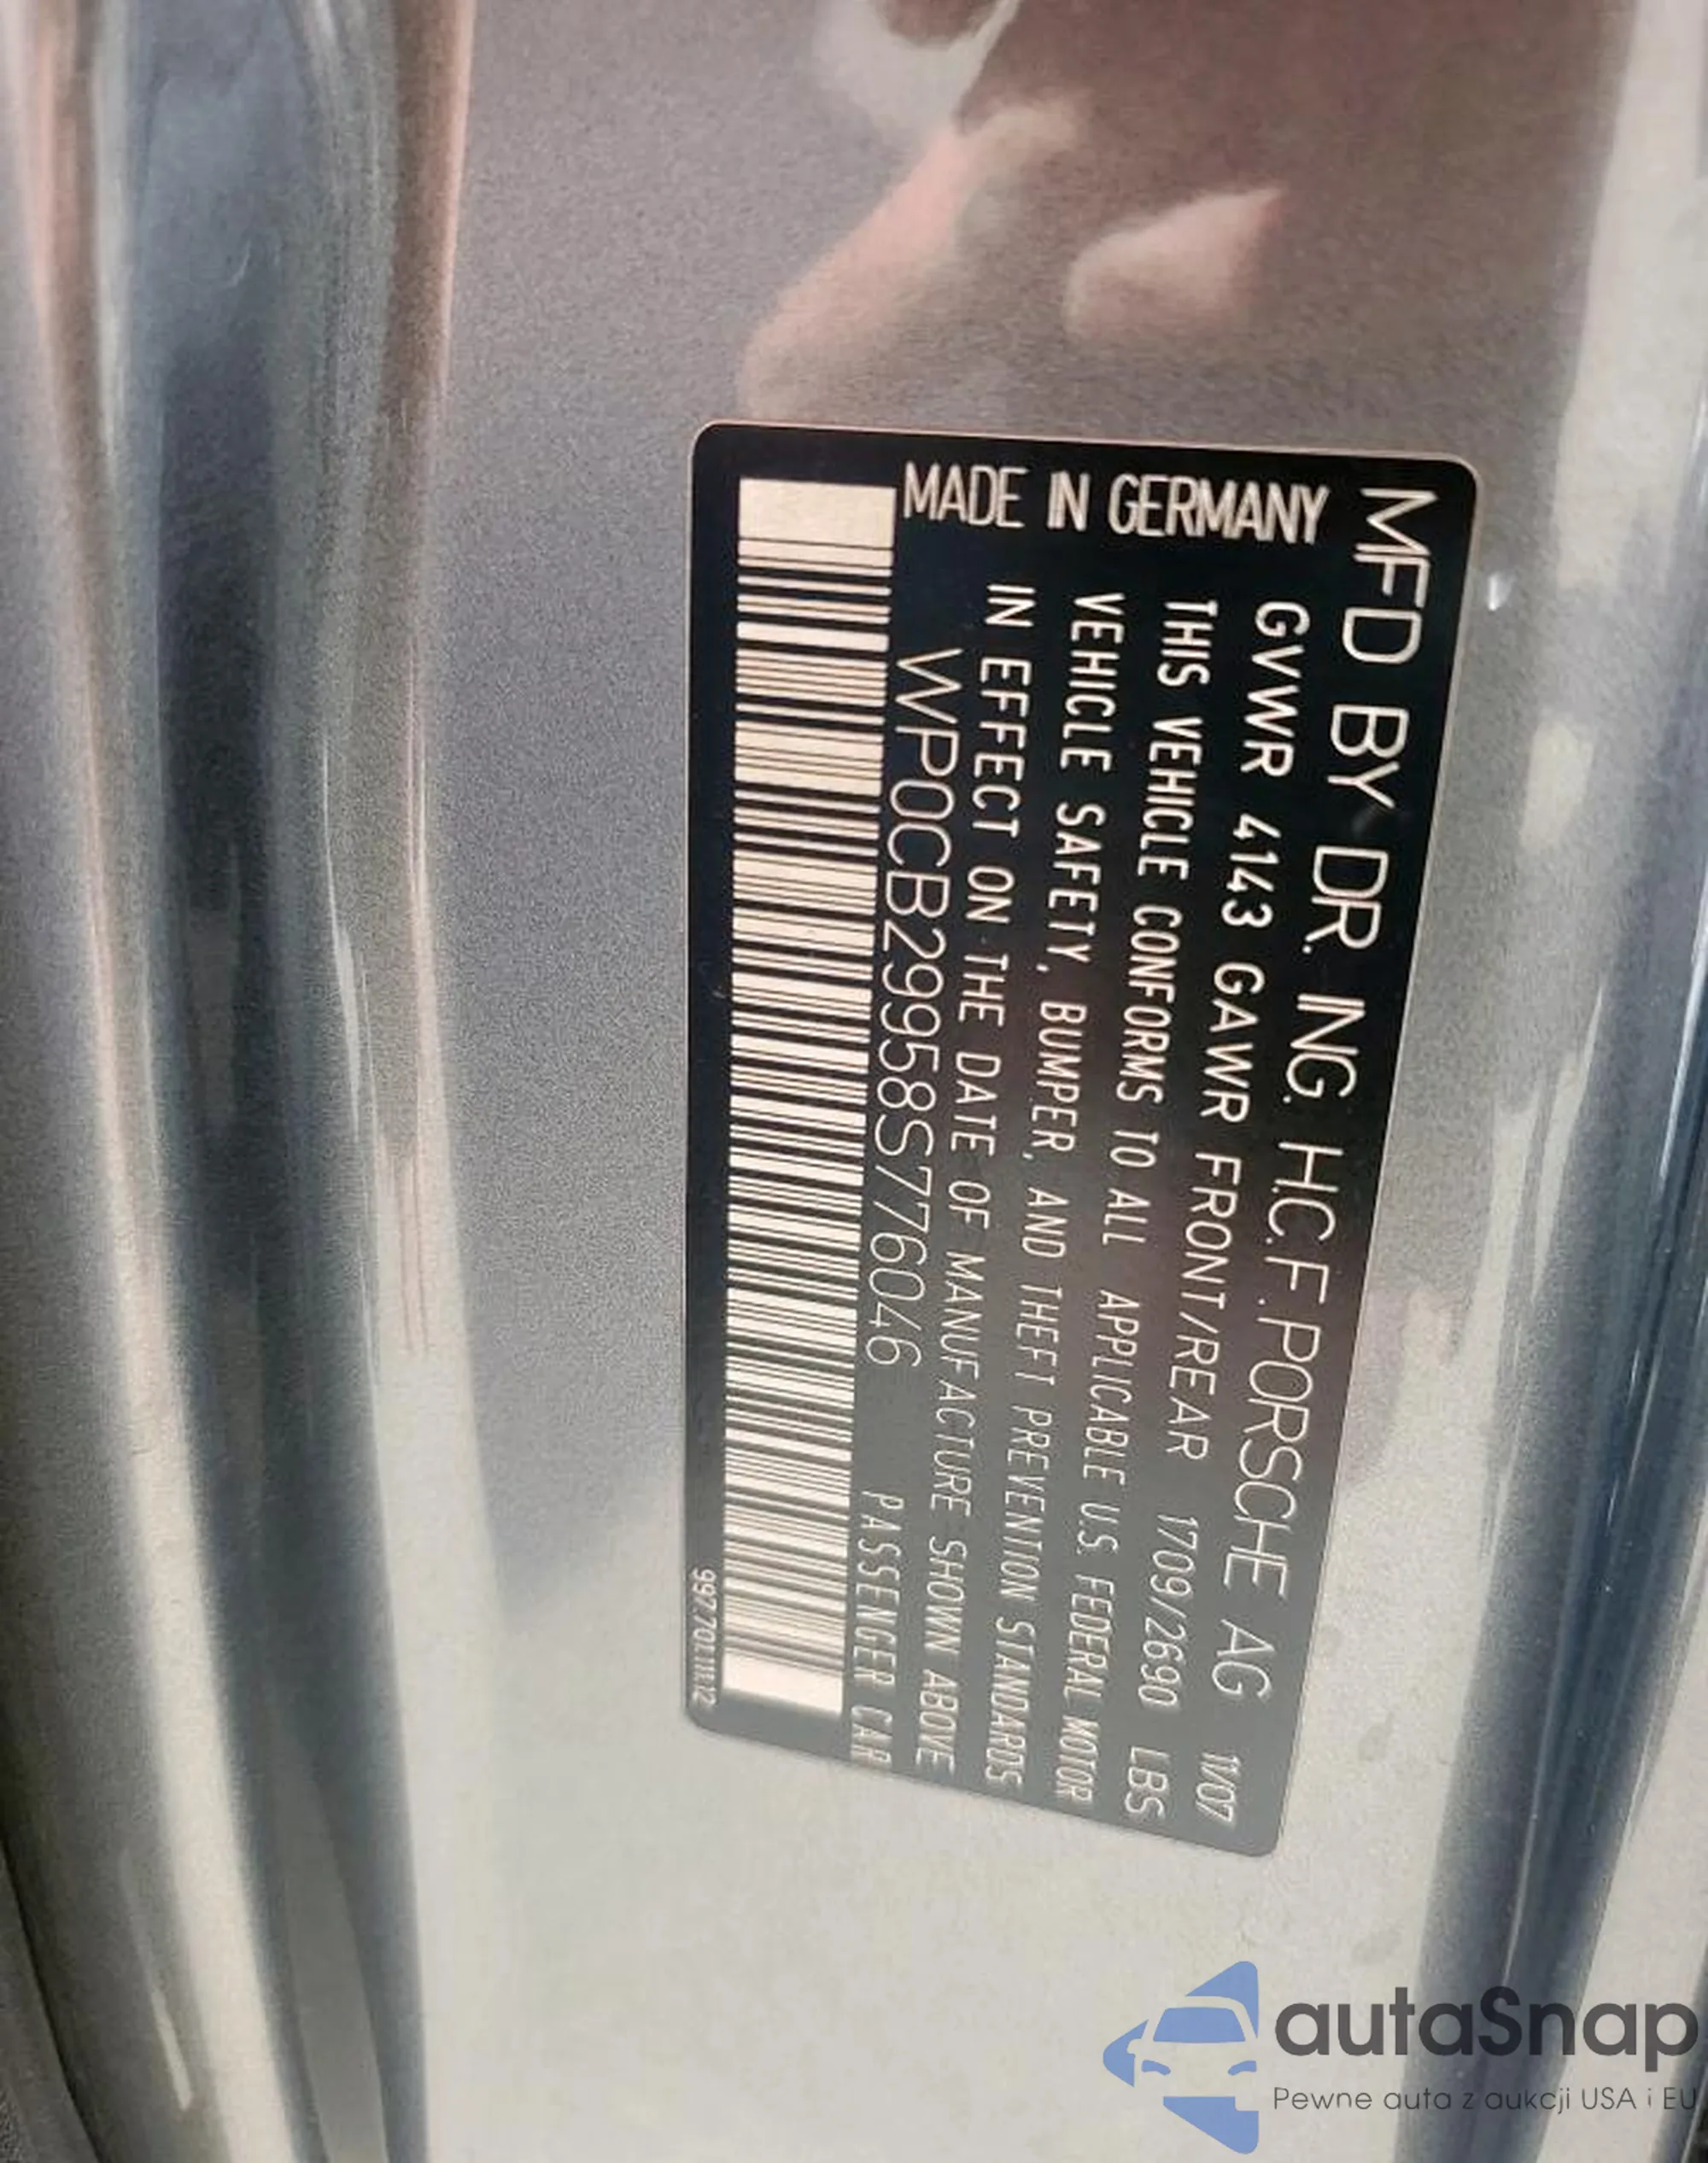 MFD BY DR. ING. H.C.F. PORSCHE AG 11/07
GVWR 4143 GAWR FRONT/REAR 1709/2690 LBS
THIS VEHICLE CONFORMS TO ALL APPLICABLE U.S. FEDERAL MOTOR
VEHICLE SAFETY, BUMPER, AND THEFT PREVENTION STANDARDS
IN EFFECT ON THE DATE OF MANUFACTURE SHOWN ABOVE
WP0CB29958S776046 PASSENGER CAR
MADE IN GERMANY
autaSnap
Pewne auta z aukcji USA i EU